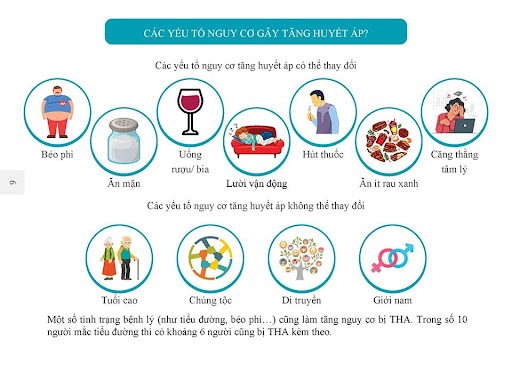 CÁC YẾU TỐ NGUY CƠ GÂY TĂNG HUYẾT ÁP?
Các yếu tố nguy cơ tăng huyết áp có thể thay đổi
Béo phì
Ăn mặn
Uống
rượu/ bia
Lười vận động
Hút thuốc
Ăn ít rau xanh
Căng thẳng
tâm lý
6
Các yếu tố nguy cơ tăng huyết áp không thể thay đổi
Tuổi cao
Chủng tộc
Di truyền
Giới nam
Một số tình trạng bệnh lý (như tiểu đường, béo phì…) cũng làm tăng nguy cơ bị THA. Trong số 10
người mắc tiểu đường thì có khoảng 6 người cũng bị THA kèm theo.